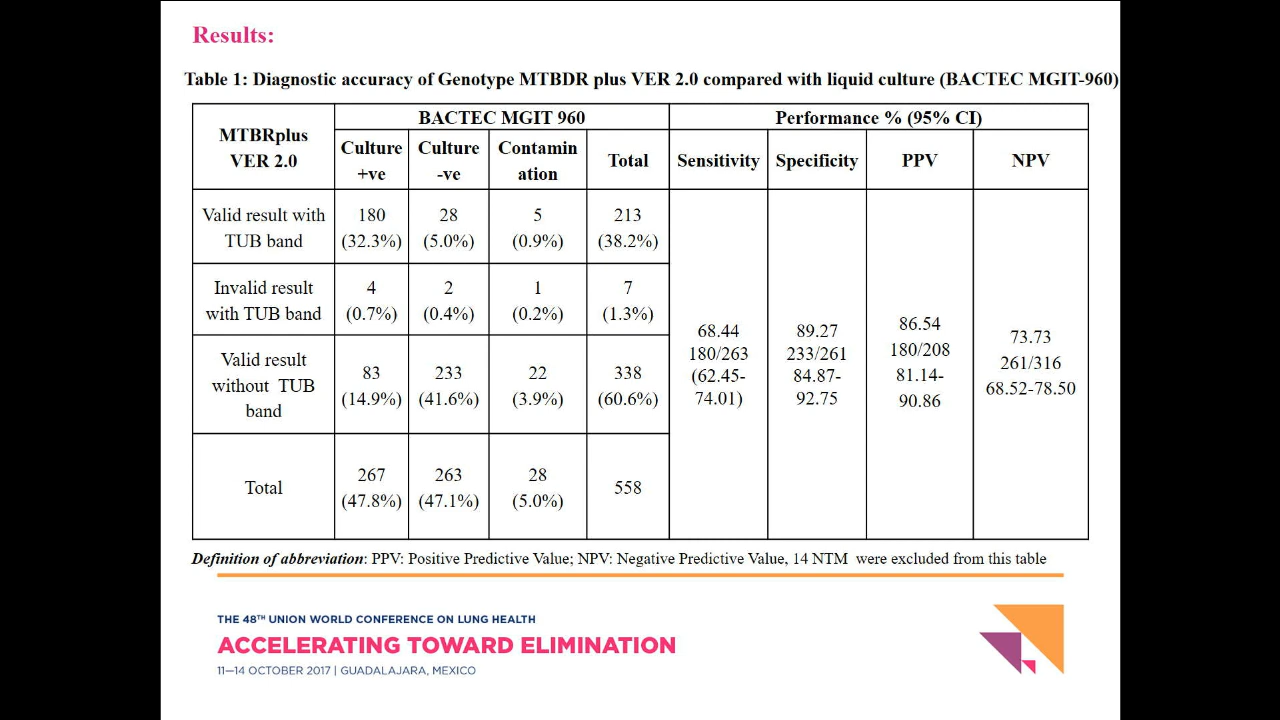 Results:
Table 1: Diagnostic accuracy of Genotype MTBDR plus VER 2.0 compared with liquid culture (BACTEC MGIT-960)
MTBRplus
VER 2.0
BACTEC MGIT 960
Performance % (95% CI)
Culture
+ve
Culture
-ve
Contamin
ation
Total
Sensitivity
Specificity
PPV
NPV
Valid result with
TUB band
180
(32.3%)
28
(5.0%)
5
(0.9%)
213
(38.2%)
Invalid result
with TUB band
4
(0.7%)
2
(0.4%)
1
(0.2%)
7
(1.3%)
Valid result
without TUB
band
83
(14.9%)
233
(41.6%)
22
(3.9%)
338
(60.6%)
Total
267
(47.8%)
263
(47.1%)
28
(5.0%)
558
68.44
180/263
(62.45-
74.01)
89.27
233/261
84.87-
92.75
86.54
180/208
81.14-
90.86
73.73
261/316
68.52-78.50
Definition of abbreviation: PPV: Positive Predictive Value; NPV: Negative Predictive Value, 14 NTM were excluded from this table
THE 48TH UNION WORLD CONFERENCE ON LUNG HEALTH
ACCELERATING TOWARD ELIMINATION
11—14 OCTOBER 2017 | GUADALAJARA, MEXICO